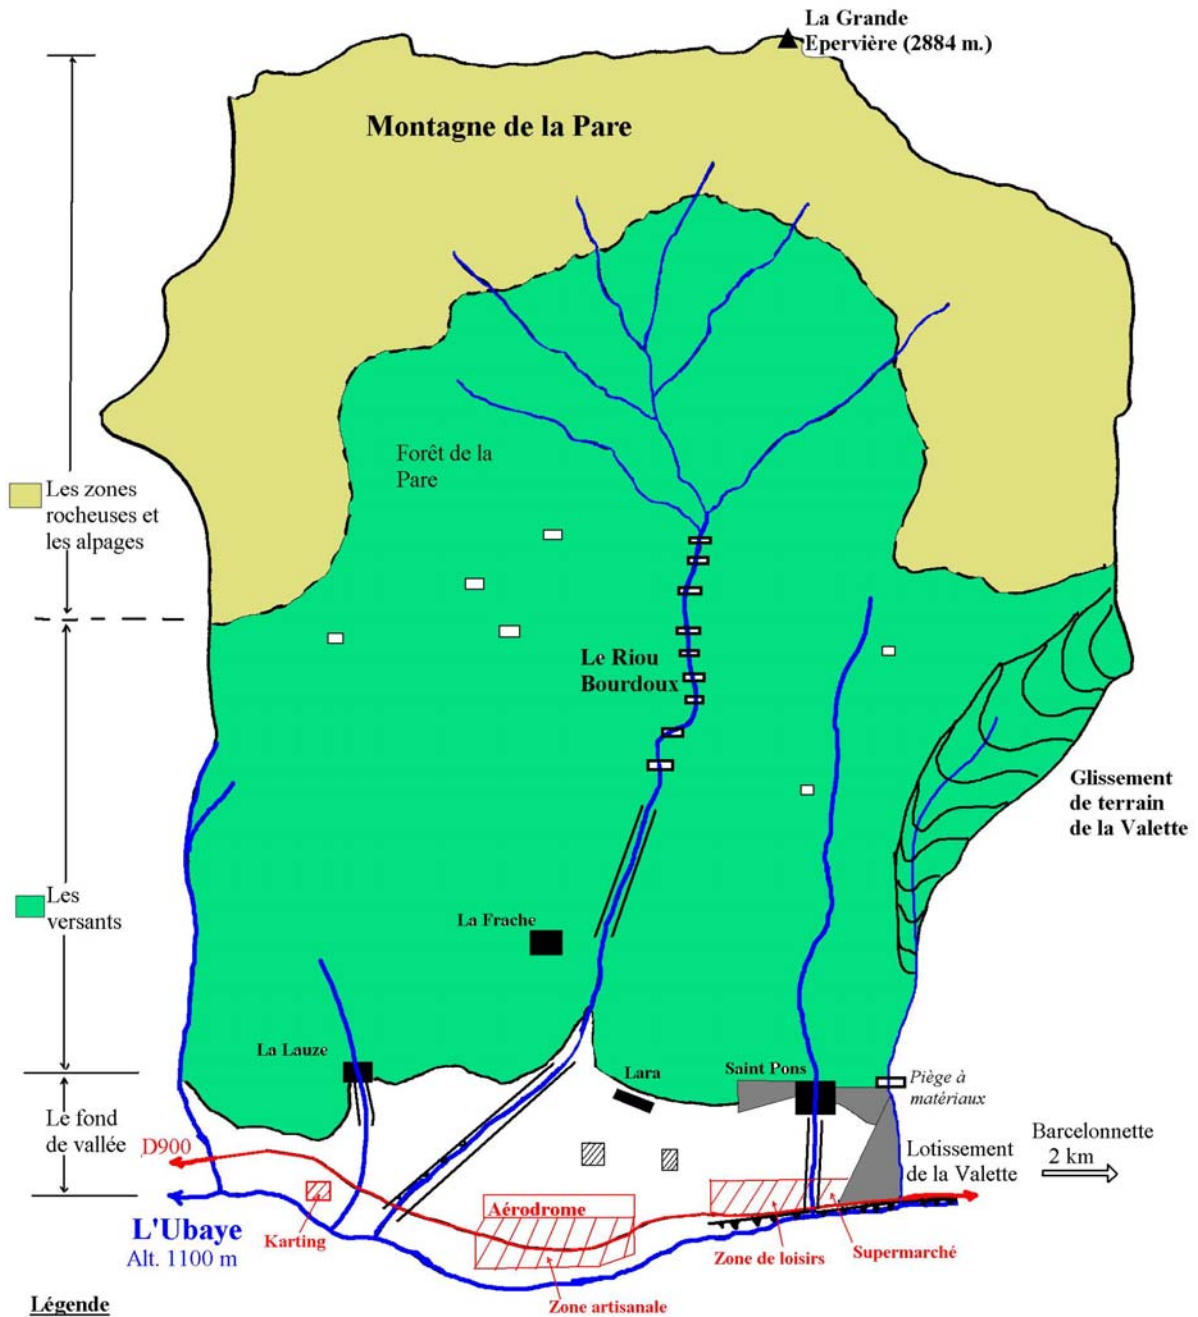 La Grande
Epervière (2884 m.)
Montagne de la Pare
Forêt de la
Pare
Les zones
rocheuses et
les alpages
Le Riou
Bourdoux
Glissement
de terrain
de la Valette
Les
versants
La Frache
La Lauze
Lara
Saint Pons
Piège à
matériaux
Le fond
de vallée
D900
Lotissement
de la Valette
Barcelonnette
2 km
L'Ubaye
Alt. 1100 m
Karting
Aérodrome
Zone de loisirs
Supermarché
Zone artisanale
Légende